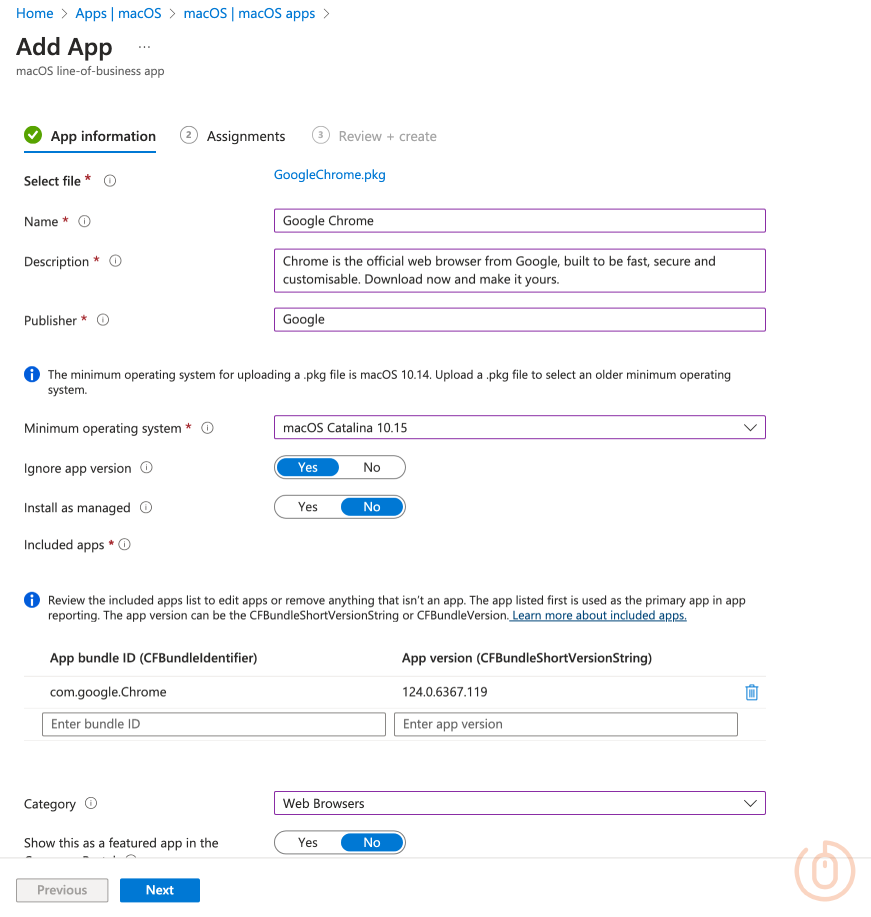 Home > Apps | macOS > macOS | macOS apps >
Add App ...
macOS line-of-business app
App information 2 Assignments 3 Review + create
Select file *
GoogleChrome.pkg
Name *
Google Chrome
Description *
Chrome is the official web browser from Google, built to be fast, secure and
customisable. Download now and make it yours.
Publisher *
Google
The minimum operating system for uploading a .pkg file is macOS 10.14. Upload a .pkg file to select an older minimum operating
system.
Minimum operating system *
macOS Catalina 10.15
Ignore app version
Yes No
Install as managed
Yes No
Included apps *
Review the included apps list to edit apps or remove anything that isn't an app. The app listed first is used as the primary app in app
reporting. The app version can be the CFBundleShortVersionString or CFBundleVersion. Learn more about included apps.
App bundle ID (CFBundleIdentifier) App version (CFBundleShortVersionString)
com.google.Chrome 124.0.6367.119
Enter bundle ID Enter app version
Category
Web Browsers
Show this as a featured app in the
Yes No
Previous Next